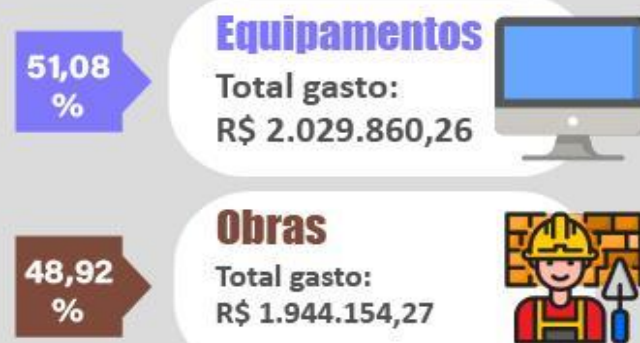 51,08
%
Equipamentos
Total gasto:
R$ 2.029.860,26
48,92
%
Obras
Total gasto:
R$ 1.944.154,27